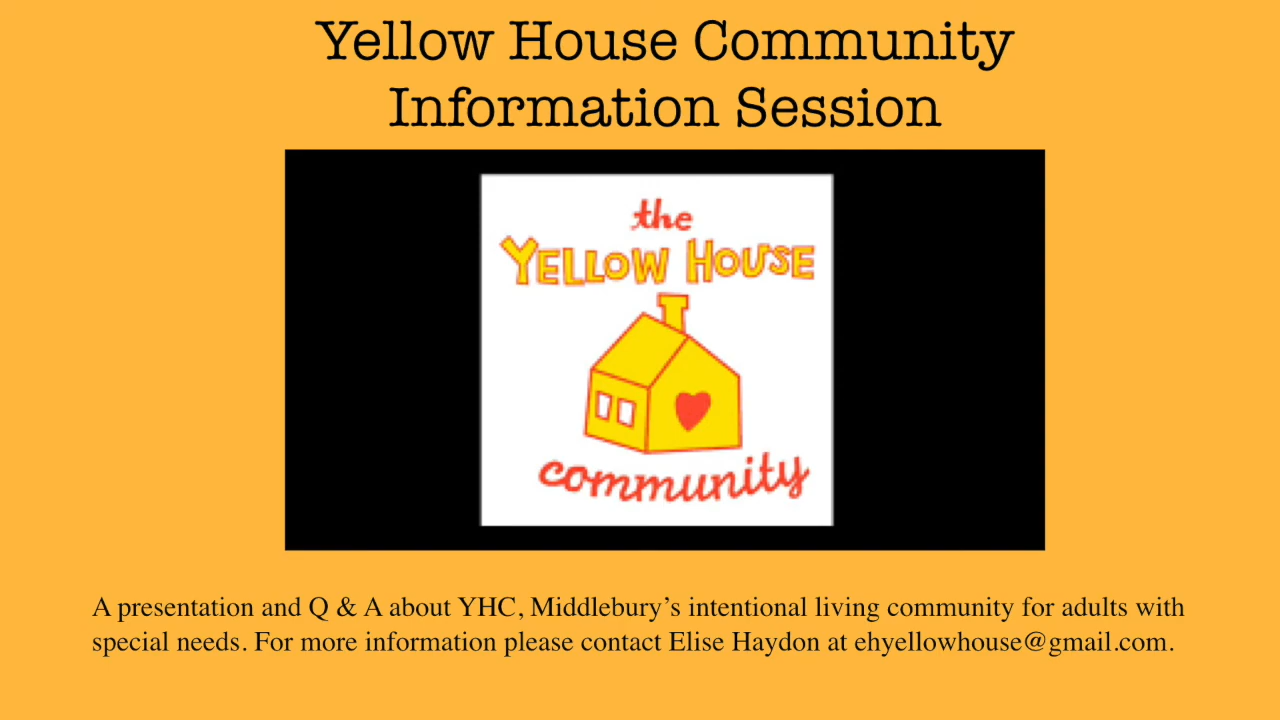 Yellow House Community
Information Session
the
YELLOW HOUSE
community
A presentation and Q & A about YHC, Middlebury’s intentional living community for adults with
special needs. For more information please contact Elise Haydon at ehyellowhouse@gmail.com.